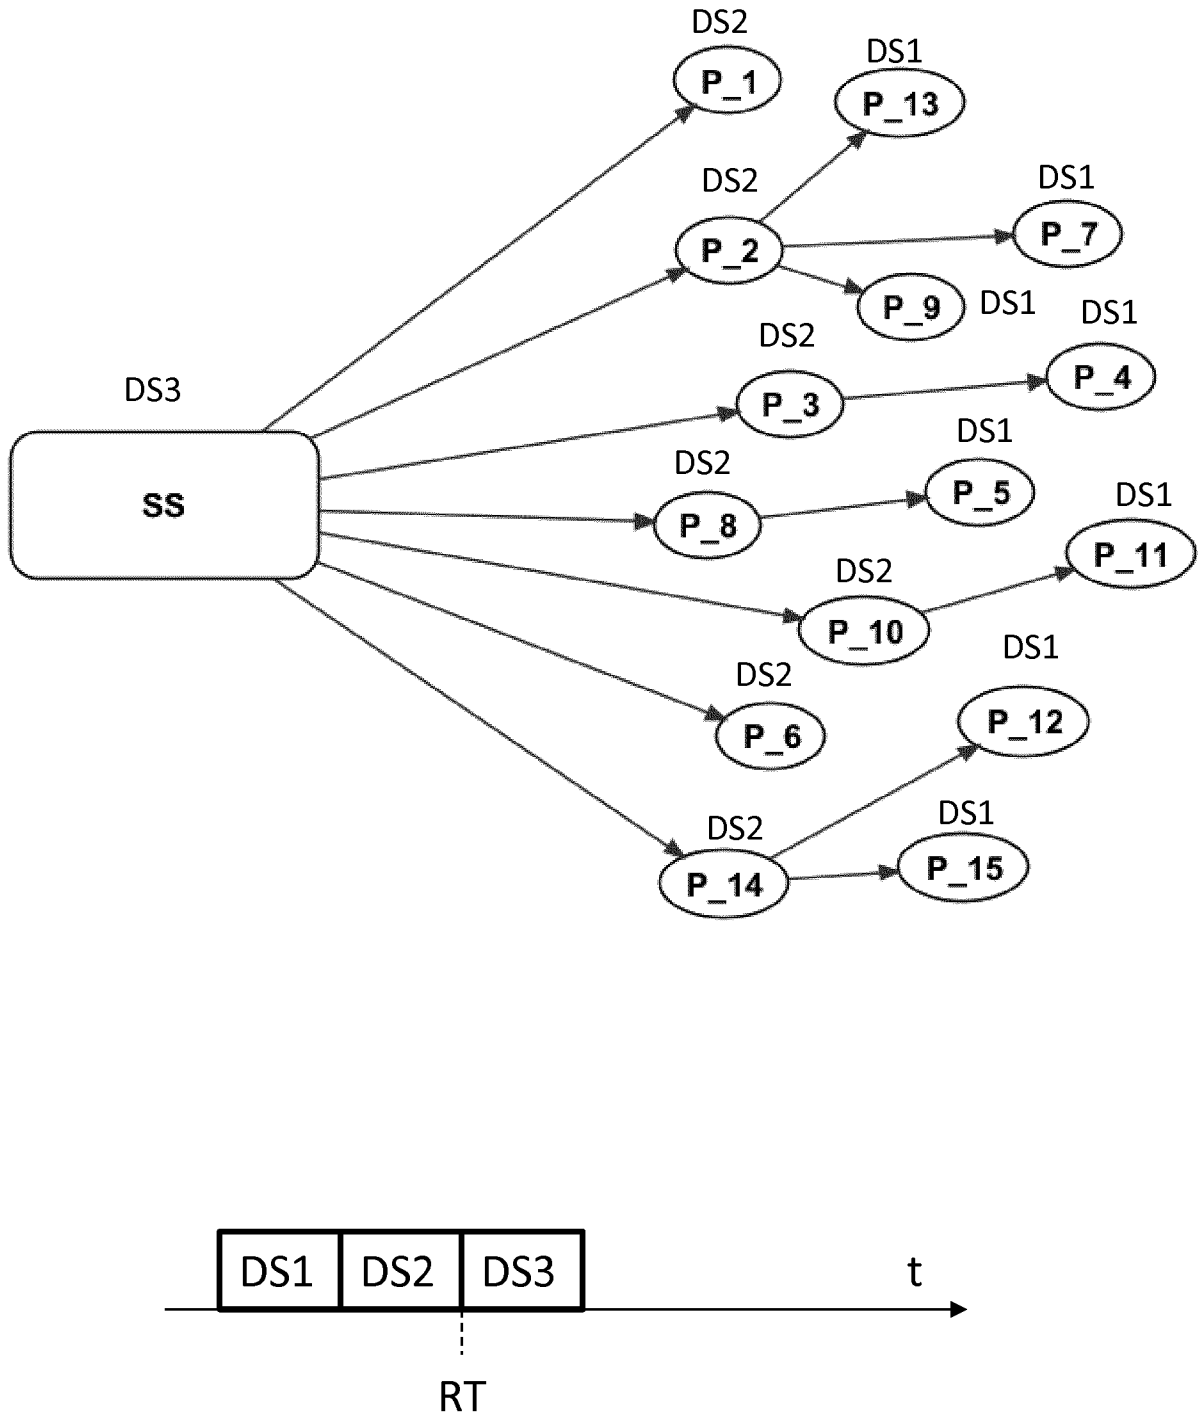 DS2
P_1
DS1
P_13
DS2
P_2
DS1
P_7
P_9 DS1
DS1
P_4
DS2
P_3
DS3
SS
DS1
P_5
DS2
P_8
DS1
P_11
DS2
P_10
DS1
P_12
DS2
P_6
DS2
P_14
DS1
P_15
DS1 DS2 DS3 t
RT